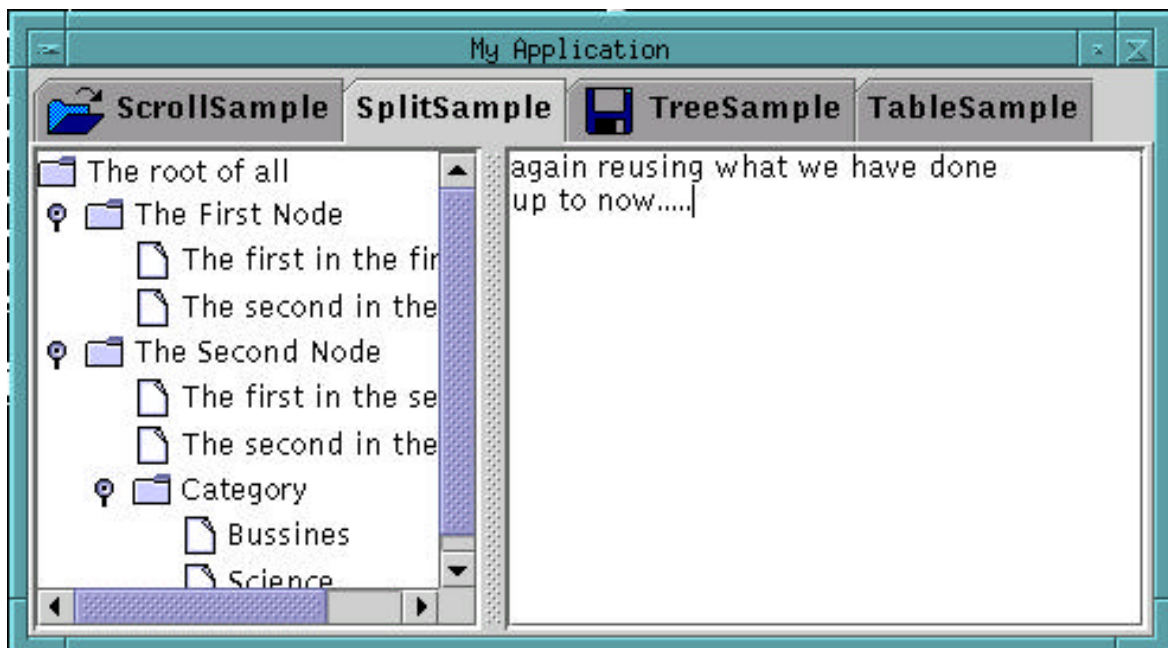 My Application
ScrollSample SplitSample TreeSample TableSample
The root of all
The First Node
The first in the fir
The second in the
The Second Node
The first in the se
The second in the
Category
Bussines
Science
again reusing what we have done
up to now.....